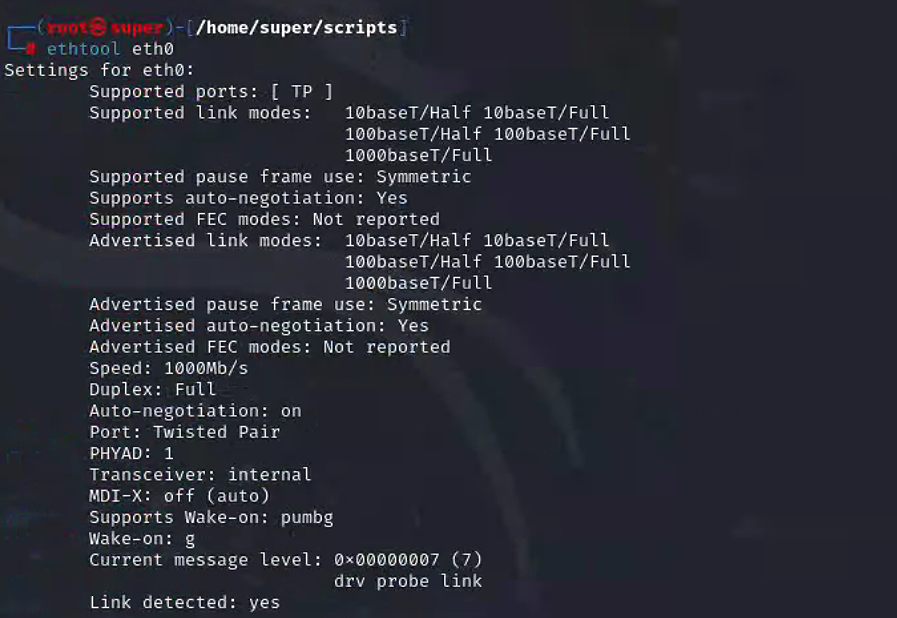 ┌──(root㉿super)-[/home/super/scripts]
└─# ethtool eth0
Settings for eth0:
        Supported ports: [ TP ]
        Supported link modes:   10baseT/Half 10baseT/Full
                                100baseT/Half 100baseT/Full
                                1000baseT/Full
        Supported pause frame use: Symmetric
        Supports auto-negotiation: Yes
        Supported FEC modes: Not reported
        Advertised link modes:  10baseT/Half 10baseT/Full
                                100baseT/Half 100baseT/Full
                                1000baseT/Full
        Advertised pause frame use: Symmetric
        Advertised auto-negotiation: Yes
        Advertised FEC modes: Not reported
        Speed: 1000Mb/s
        Duplex: Full
        Auto-negotiation: on
        Port: Twisted Pair
        PHYAD: 1
        Transceiver: internal
        MDI-X: off (auto)
        Supports Wake-on: pumbg
        Wake-on: g
        Current message level: 0x00000007 (7)
                               drv probe link
        Link detected: yes